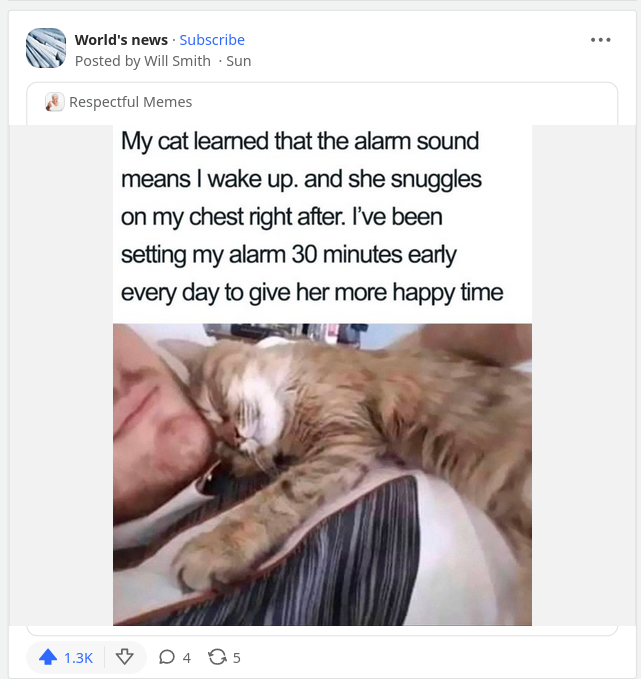 World's news · Subscribe
Posted by Will Smith · Sun
Respectful Memes
My cat learned that the alarm sound
means I wake up. and she snuggles
on my chest right after. I've been
setting my alarm 30 minutes early
every day to give her more happy time
1.3K 4 5